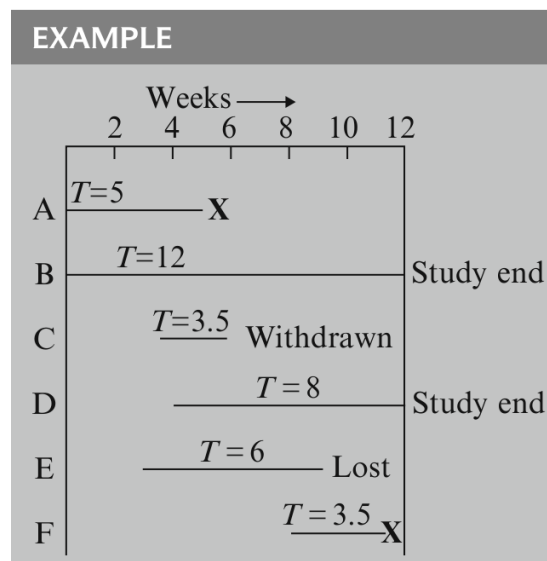 EXAMPLE
Weeks
2 4 6 8 10 12
A T=5 X
B T=12 Study end
C T=3.5 Withdrawn
D T = 8 Study end
E T = 6 Lost
F T = 3.5 X